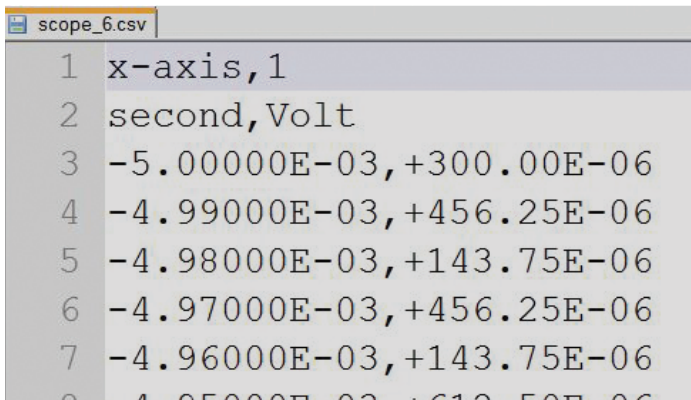 scope_6.csv
1 x-axis,1
2 second,Volt
3 -5.00000E-03,+300.00E-06
4 -4.99000E-03,+456.25E-06
5 -4.98000E-03,+143.75E-06
6 -4.97000E-03,+456.25E-06
7 -4.96000E-03,+143.75E-06